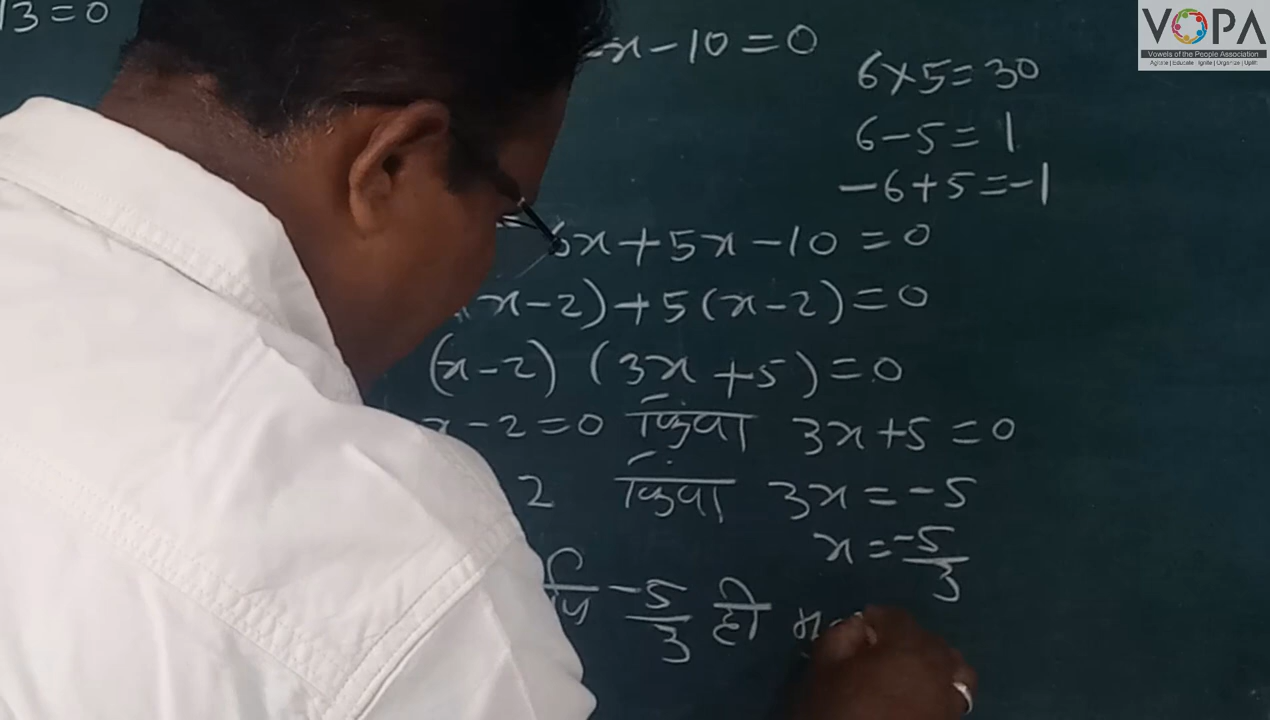 13=0
-x-10=0
VOPA
Vowels of the People Association
Agitate | Educate | Ignite | Organize | Uplift
6×5=30
6-5=1
-6+5=-1
6x+5x-10=0
x-2)+5(x-2)=0
(x-2) (3x+5)=0
x-2=0 किंवा 3x+5=0
2 किंवा 3x=-5
x=-5/3
-5/3 ही